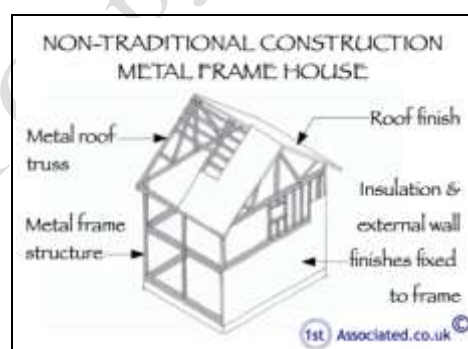 NON-TRADITIONAL CONSTRUCTION
METAL FRAME HOUSE
Metal roof
truss
Roof finish
Metal frame
structure
Insulation &
external wall
finishes fixed
to frame
1st Associated.co.uk ©